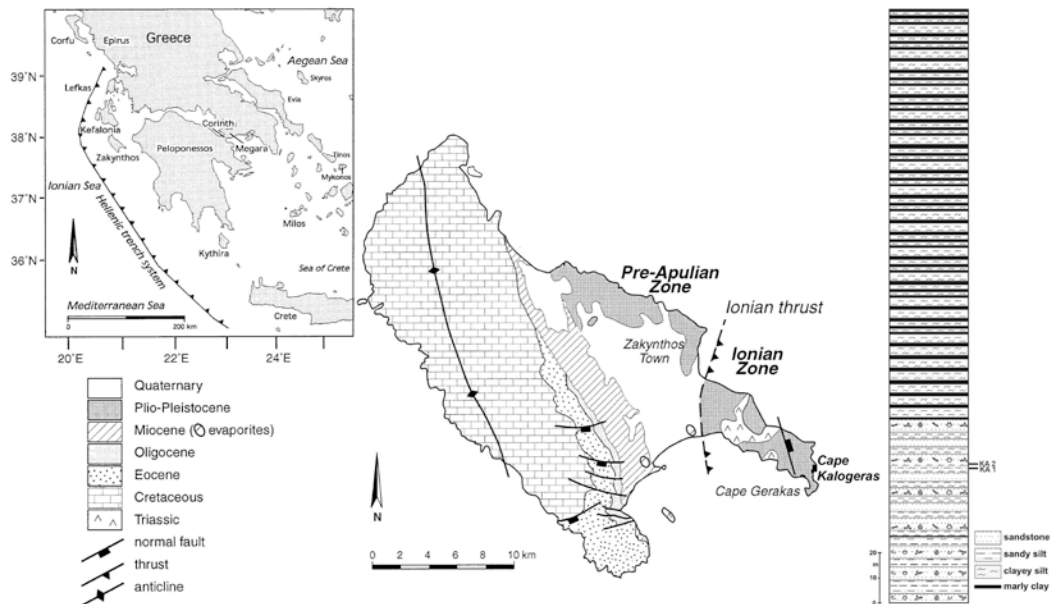 Corfu
Epirus
Greece
Aegean Sea
Skyros
39°N
Lefkas
Evia
Corinth
38°N
Kefalonia
Megara
Peloponessos
Zakynthos
Tinos
Mykonos
37°N
Ionian Sea
Milos
Hellenic trench system
Kythira
36°N
N
Sea of Crete
Mediterranean Sea
0 200 km
Crete
20°E 22°E 24°E
Quaternary
Plio-Pleistocene
Miocene ( evaporites)
Oligocene
Eocene
Cretaceous
Triassic
normal fault
thrust
anticline
Pre-Apulian
Zone
Ionian thrust
Zakynthos
Town
Ionian
Zone
Cape
Kalogeras
Cape Gerakas
N
0 2 4 6 8 10 km
KA 2
KA 1
20
m
10
0
sandstone
sandy silt
clayey silt
marly clay